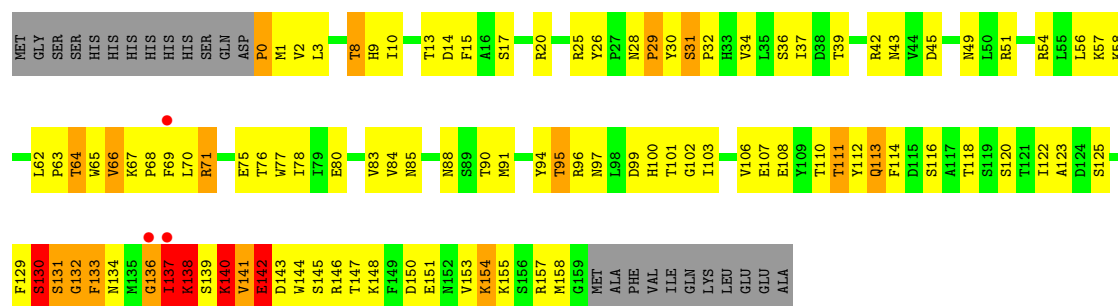 MET GLY SER SER HIS HIS HIS HIS HIS HIS SER GLN ASP P0 M1 V2 L3 T8 H9 I10 T13 D14 F15 A16 S17 R20 R25 Y26 P27 N28 P29 Y30 S31 P32 H33 V34 L35 S36 I37 D38 T39 R42 N43 V44 D45 N49 L50 R51 R54 L55 L56 K57 K58
L62 P63 T64 W65 V66 K67 P68 F69 L70 R71 E75 T76 W77 I78 I79 E80 V83 V84 N85 N88 S89 T90 M91 Y94 T95 R96 N97 L98 D99 H100 T101 G102 I103 V106 E107 E108 Y109 T110 T111 Y112 Q113 F114 D115 S116 A117 T118 S119 S120 T121 I122 A123 D124 S125
F129 S130 S131 G132 F133 N134 M135 G136 I137 K138 S139 K140 V141 E142 D143 W144 S145 R146 T147 K148 F149 D150 E151 N152 V153 K154 K155 S156 R157 M158 G159 MET ALA PHE VAL ILE GLN LYS LEU GLU GLU ALA